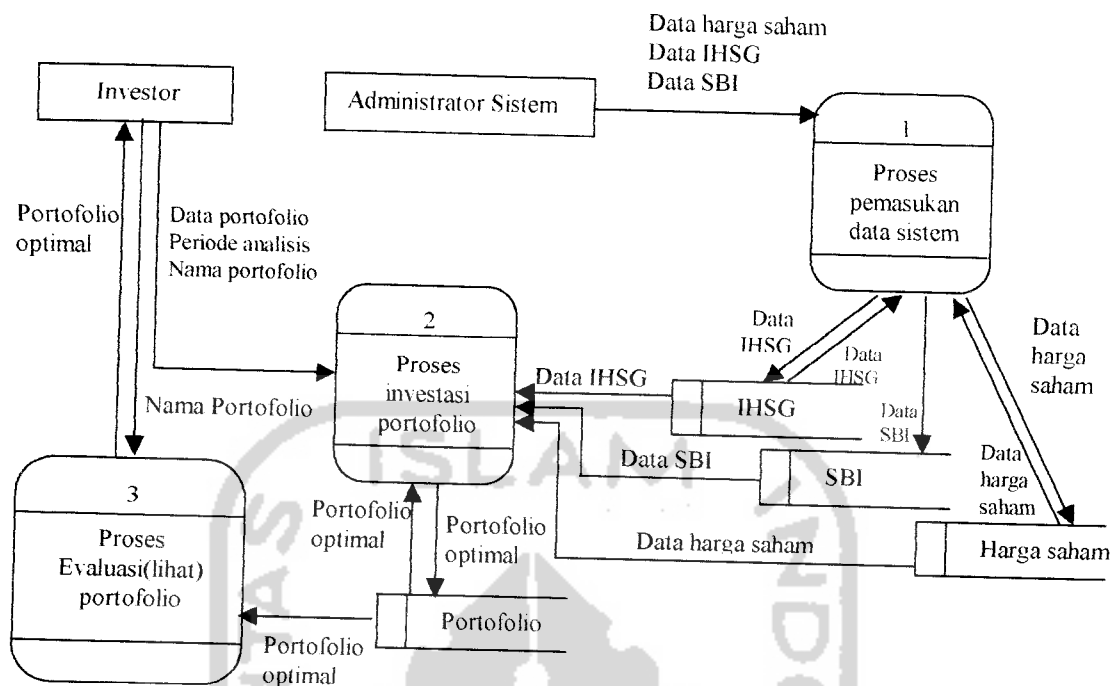 Data harga saham
Data IHSG
Data SBI
Investor
Administrator Sistem
1
Proses
pemasukan
data sistem
Portofolio
optimal
Data portofolio
Periode analisis
Nama portofolio
2
Proses
investasi
portofolio
Data
IHSG
Data
IHSG
Data
harga
saham
Data IHSG
IHSG
Data
SBI
Nama Portofolio
Data SBI
SBI
Data
harga
saham
3
Proses
Evaluasi(lihat)
portofolio
Portofolio
optimal
Portofolio
optimal
Data harga saham
Harga saham
Portofolio
Portofolio
optimal
ISLAM